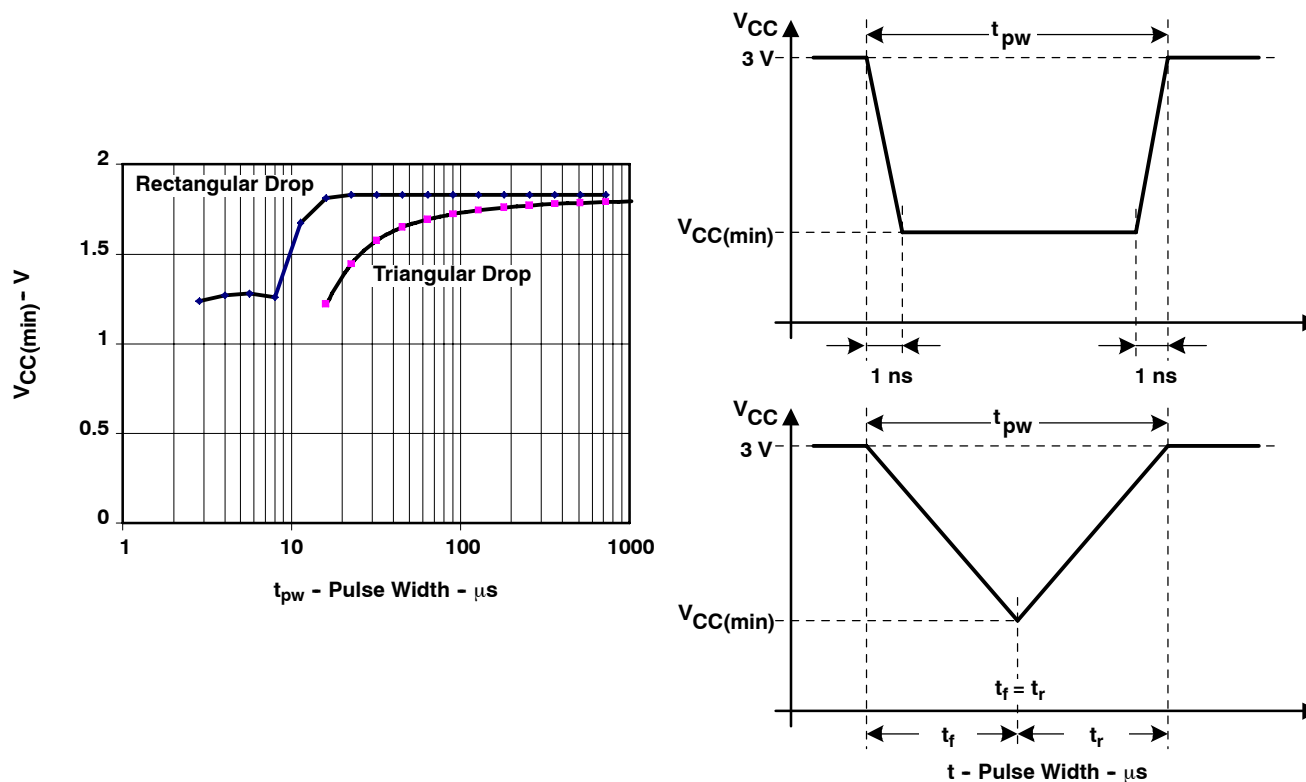 2
1.5
1
0.5
0
VCC(min) - V
Rectangular Drop
Triangular Drop
1
10
100
1000
tpw - Pulse Width - μs
VCC
3 V
tpw
VCC(min)
1 ns
1 ns
VCC
3 V
tpw
VCC(min)
tf = tr
tf
tr
t - Pulse Width - μs